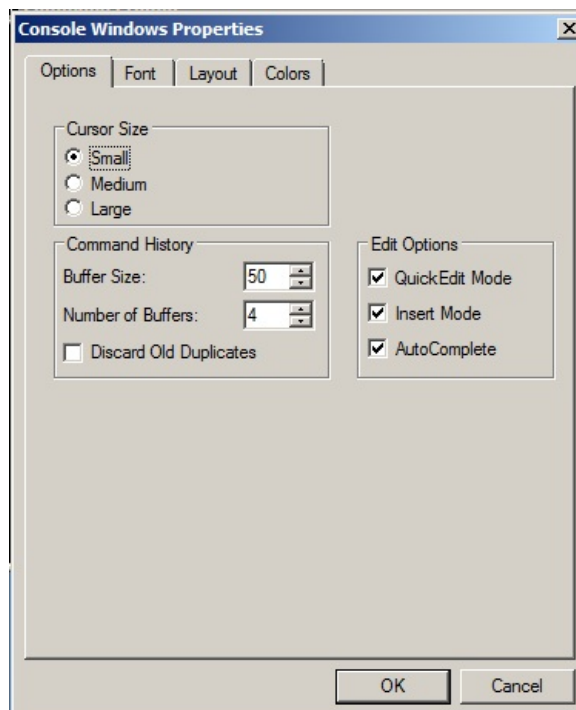 Console Windows Properties
Options Font Layout Colors
Cursor Size
Small
Medium
Large
Command History
Buffer Size: 50
Number of Buffers: 4
Discard Old Duplicates
Edit Options
QuickEdit Mode
Insert Mode
AutoComplete
OK Cancel